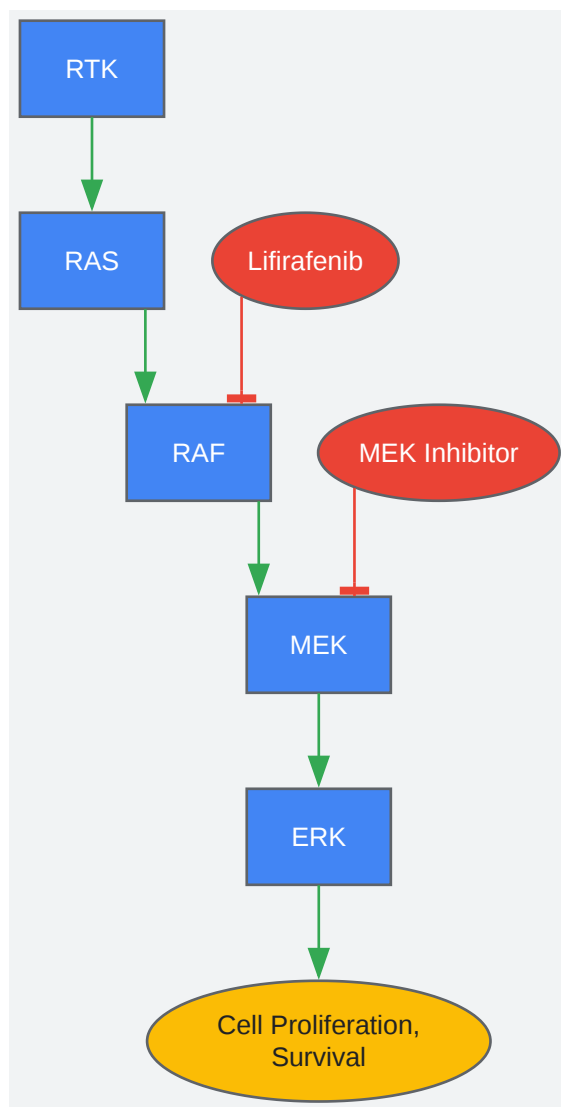 RTK
RAS
Lifirafenib
RAF
MEK Inhibitor
MEK
ERK
Cell Proliferation,
Survival